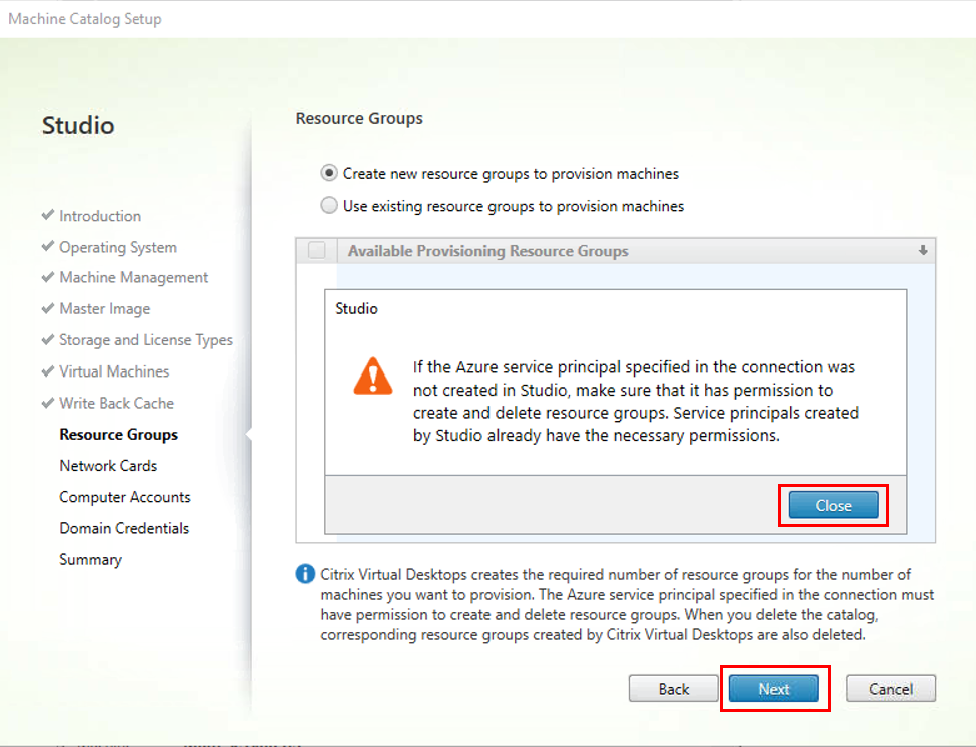 Machine Catalog Setup
Studio
Introduction
Operating System
Machine Management
Master Image
Storage and License Types
Virtual Machines
Write Back Cache
Resource Groups
Network Cards
Computer Accounts
Domain Credentials
Summary
Resource Groups
Create new resource groups to provision machines
Use existing resource groups to provision machines
Available Provisioning Resource Groups
Studio
If the Azure service principal specified in the connection was
not created in Studio, make sure that it has permission to
create and delete resource groups. Service principals created
by Studio already have the necessary permissions.
Close
Citrix Virtual Desktops creates the required number of resource groups for the number of
machines you want to provision. The Azure service principal specified in the connection must
have permission to create and delete resource groups. When you delete the catalog,
corresponding resource groups created by Citrix Virtual Desktops are also deleted.
Back
Next
Cancel